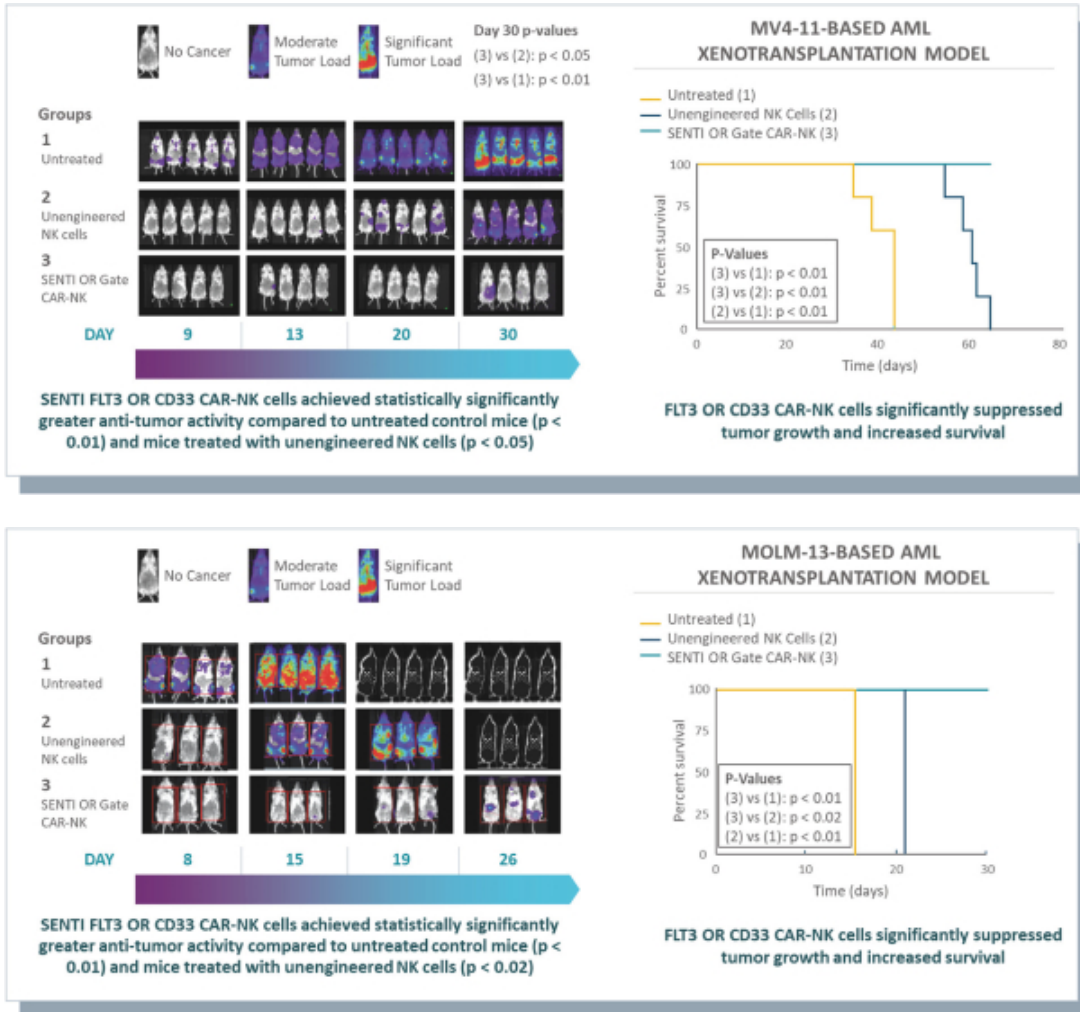 No Cancer
Moderate
Tumor Load
Significant
Tumor Load
Day 30 p-values
(3) vs (2): p < 0.05
(3) vs (1): p < 0.01
Groups
1
Untreated
2
Unengineered
NK cells
3
SENTI OR Gate
CAR-NK
DAY
9
13
20
30
SENTI FLT3 OR CD33 CAR-NK cells achieved statistically significantly
greater anti-tumor activity compared to untreated control mice (p <
0.01) and mice treated with unengineered NK cells (p < 0.05)
MV4-11-BASED AML
XENOTRANSPLANTATION MODEL
Untreated (1)
Unengineered NK Cells (2)
SENTI OR Gate CAR-NK (3)
Percent survival
100
75
50
25
0
P-Values
(3) vs (1): p < 0.01
(3) vs (2): p < 0.01
(2) vs (1): p < 0.01
0
20
40
60
80
Time (days)
FLT3 OR CD33 CAR-NK cells significantly suppressed
tumor growth and increased survival
No Cancer
Moderate
Tumor Load
Significant
Tumor Load
Groups
1
Untreated
2
Unengineered
NK cells
3
SENTI OR Gate
CAR-NK
DAY
8
15
19
26
SENTI FLT3 OR CD33 CAR-NK cells achieved statistically significantly
greater anti-tumor activity compared to untreated control mice (p <
0.01) and mice treated with unengineered NK cells (p < 0.02)
MOLM-13-BASED AML
XENOTRANSPLANTATION MODEL
Untreated (1)
Unengineered NK Cells (2)
SENTI OR Gate CAR-NK (3)
Percent survival
100
75
50
25
0
P-Values
(3) vs (1): p < 0.01
(3) vs (2): p < 0.02
(2) vs (1): p < 0.01
0
10
20
30
Time (days)
FLT3 OR CD33 CAR-NK cells significantly suppressed
tumor growth and increased survival